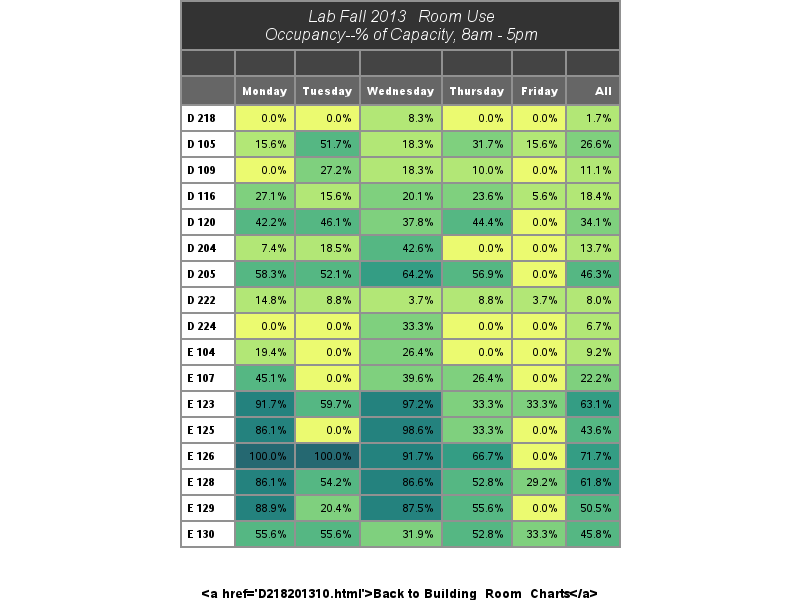 Lab Fall 2013 Room Use
Occupancy--% of Capacity, 8am - 5pm
Monday Tuesday Wednesday Thursday Friday All
D 218 0.0% 0.0% 8.3% 0.0% 0.0% 1.7%
D 105 15.6% 51.7% 18.3% 31.7% 15.6% 26.6%
D 109 0.0% 27.2% 18.3% 10.0% 0.0% 11.1%
D 116 27.1% 15.6% 20.1% 23.6% 5.6% 18.4%
D 120 42.2% 46.1% 37.8% 44.4% 0.0% 34.1%
D 204 7.4% 18.5% 42.6% 0.0% 0.0% 13.7%
D 205 58.3% 52.1% 64.2% 56.9% 0.0% 46.3%
D 222 14.8% 8.8% 3.7% 8.8% 3.7% 8.0%
D 224 0.0% 0.0% 33.3% 0.0% 0.0% 6.7%
E 104 19.4% 0.0% 26.4% 0.0% 0.0% 9.2%
E 107 45.1% 0.0% 39.6% 26.4% 0.0% 22.2%
E 123 91.7% 59.7% 97.2% 33.3% 33.3% 63.1%
E 125 86.1% 0.0% 98.6% 33.3% 0.0% 43.6%
E 126 100.0% 100.0% 91.7% 66.7% 0.0% 71.7%
E 128 86.1% 54.2% 86.6% 52.8% 29.2% 61.8%
E 129 88.9% 20.4% 87.5% 55.6% 0.0% 50.5%
E 130 55.6% 55.6% 31.9% 52.8% 33.3% 45.8%
<a href='D218201310.html'>Back to Building_Room_Charts</a>